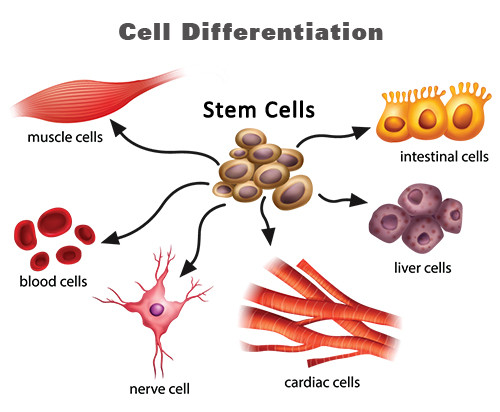 Cell Differentiation
Stem Cells
muscle cells
intestinal cells
blood cells
liver cells
nerve cell
cardiac cells